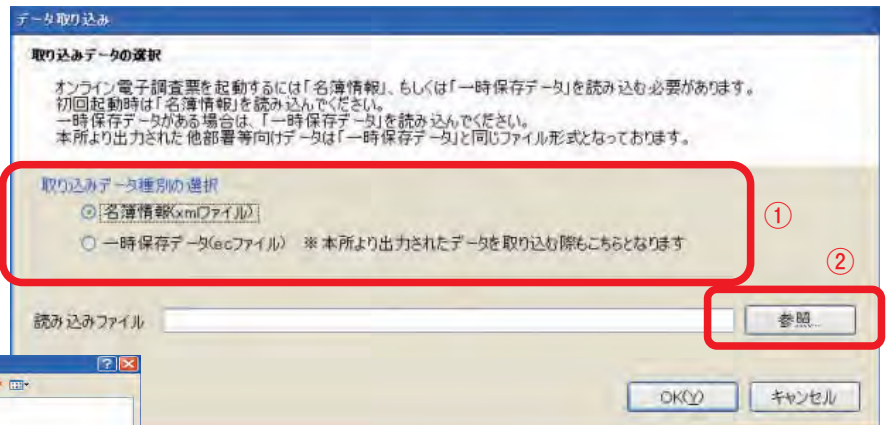 データ取り込み
取り込みデータの選択
オンライン電子調査票を起動するには「名簿情報」、もしくは「一時保存データ」を読み込む必要があります。
初回起動時は「名簿情報」を読み込んでください。
一時保存データがある場合は、「一時保存データ」を読み込んでください。
本所より出力された他部署等向けデータは「一時保存データ」と同じファイル形式となっております。
取り込みデータ種別の選択
名簿情報(xmlファイル)
①
一時保存データ(ecファイル) ※本所より出力されたデータを取り込む際もこちらとなります
②
読み込みファイル
参照...
OK(Y)
キャンセル